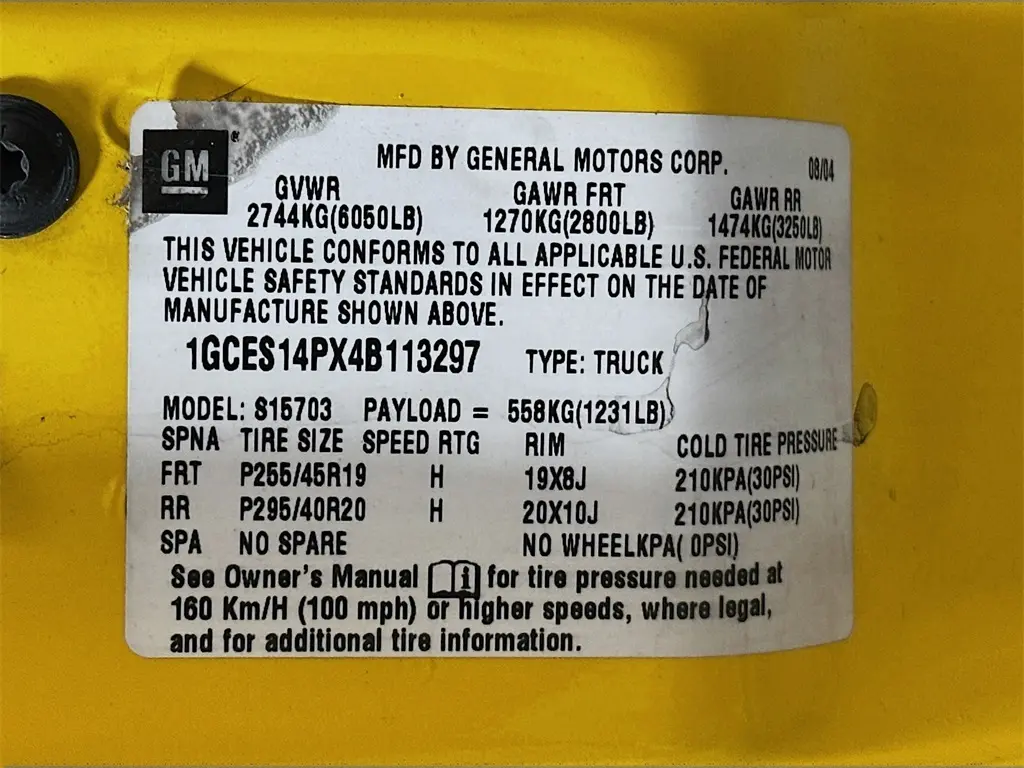 GM ®
MFD BY GENERAL MOTORS CORP. 08/04
GVWR GAWR FRT GAWR RR
2744KG(6050LB) 1270KG(2800LB) 1474KG(3250LB)
THIS VEHICLE CONFORMS TO ALL APPLICABLE U.S. FEDERAL MOTOR
VEHICLE SAFETY STANDARDS IN EFFECT ON THE DATE OF
MANUFACTURE SHOWN ABOVE.
1GCES14PX4B113297 TYPE: TRUCK
MODEL: S15703 PAYLOAD = 558KG(1231LB)
SPNA TIRE SIZE SPEED RTG RIM COLD TIRE PRESSURE
FRT P255/45R19 H 19X8J 210KPA(30PSI)
RR P295/40R20 H 20X10J 210KPA(30PSI)
SPA NO SPARE NO WHEELKPA( 0PSI)
See Owner's Manual for tire pressure needed at
160 Km/H (100 mph) or higher speeds, where legal,
and for additional tire information.